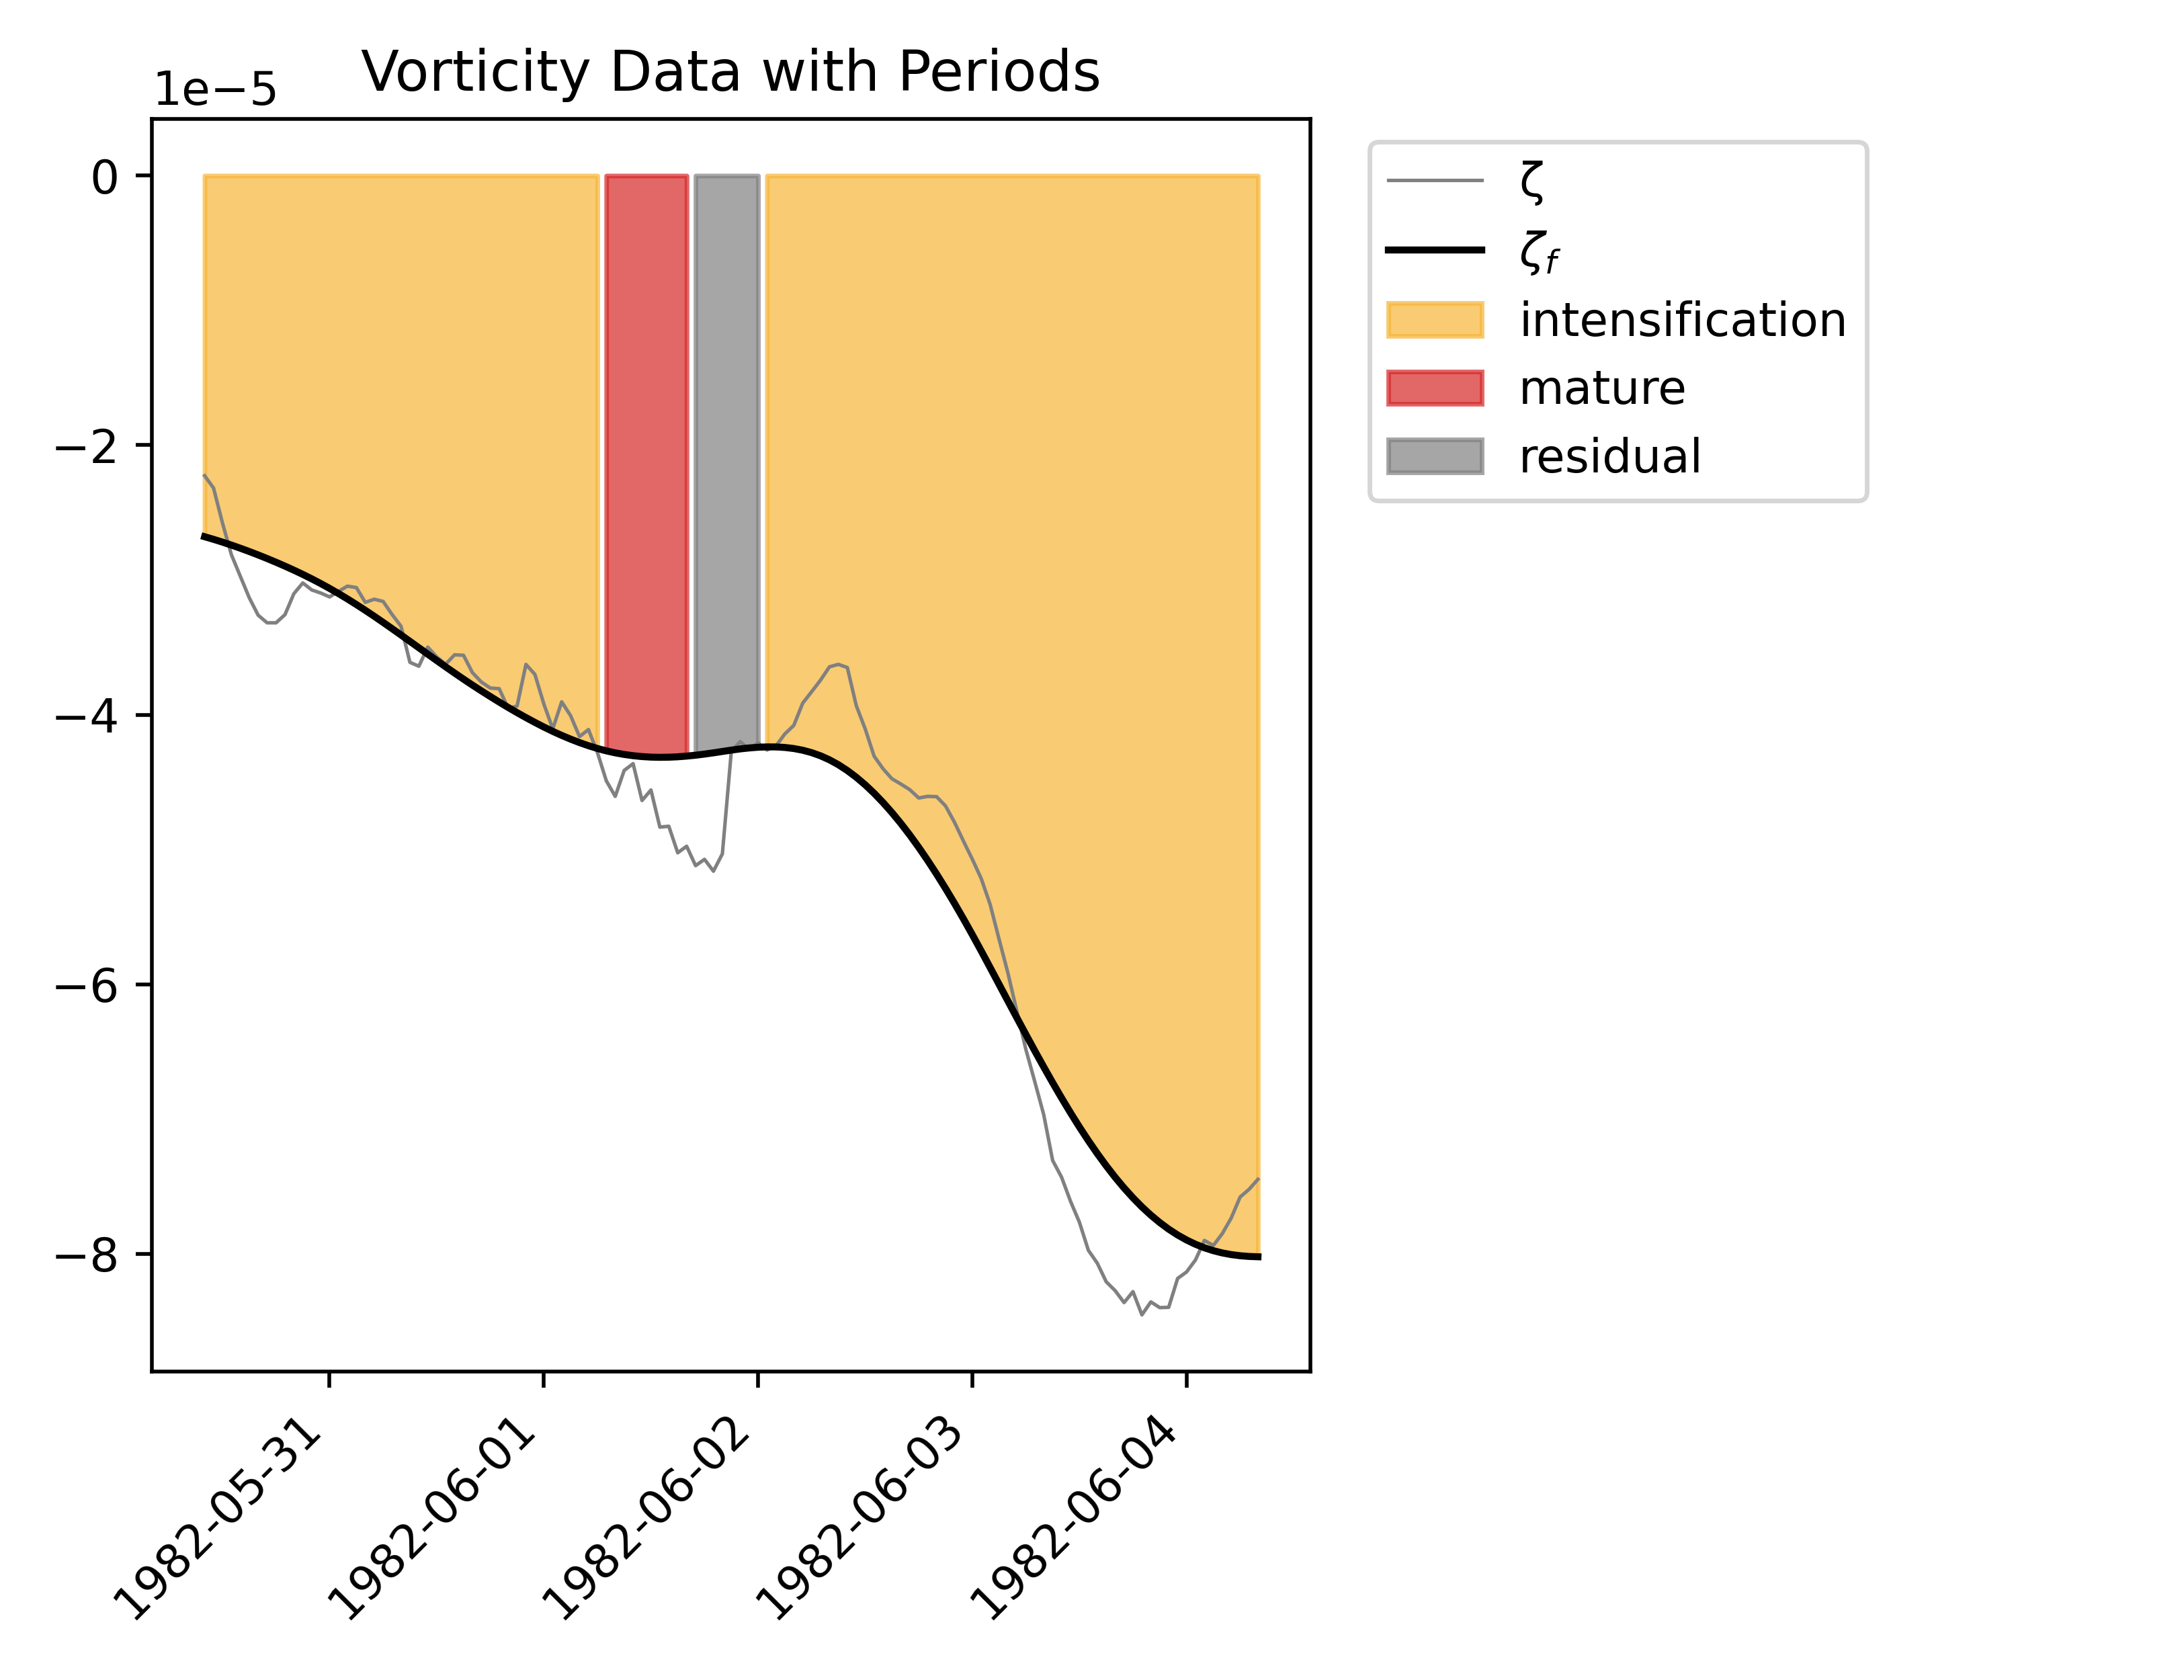 Vorticity Data with Periods
1e−5
0
−2
−4
−6
−8
1982-05-31
1982-06-01
1982-06-02
1982-06-03
1982-06-04
ζ
ζf
intensification
mature
residual